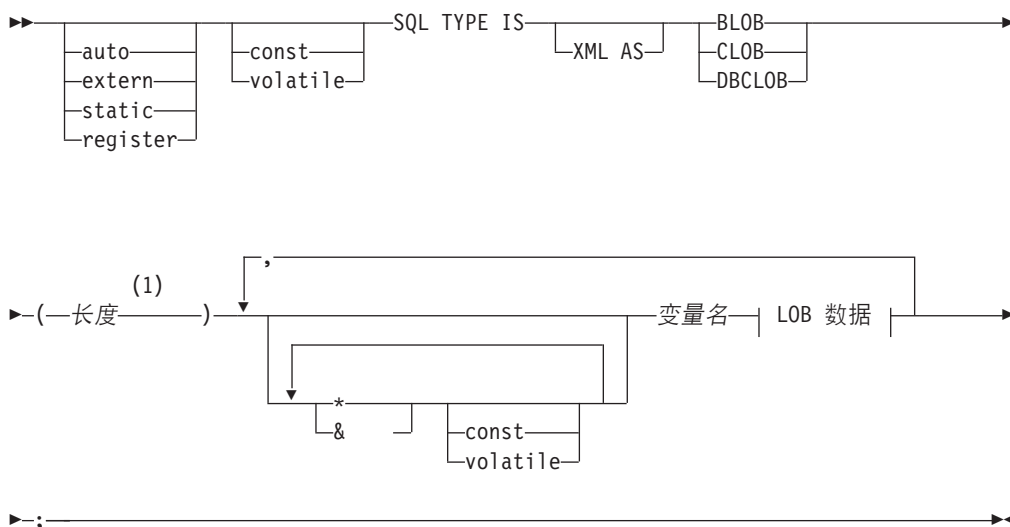 SQL TYPE IS
XML AS
BLOB
auto
const
CLOB
extern
volatile
DBCLOB
static
register
,
(1)
( 长度 )
变量名
LOB 数据
*
&
const
volatile
;